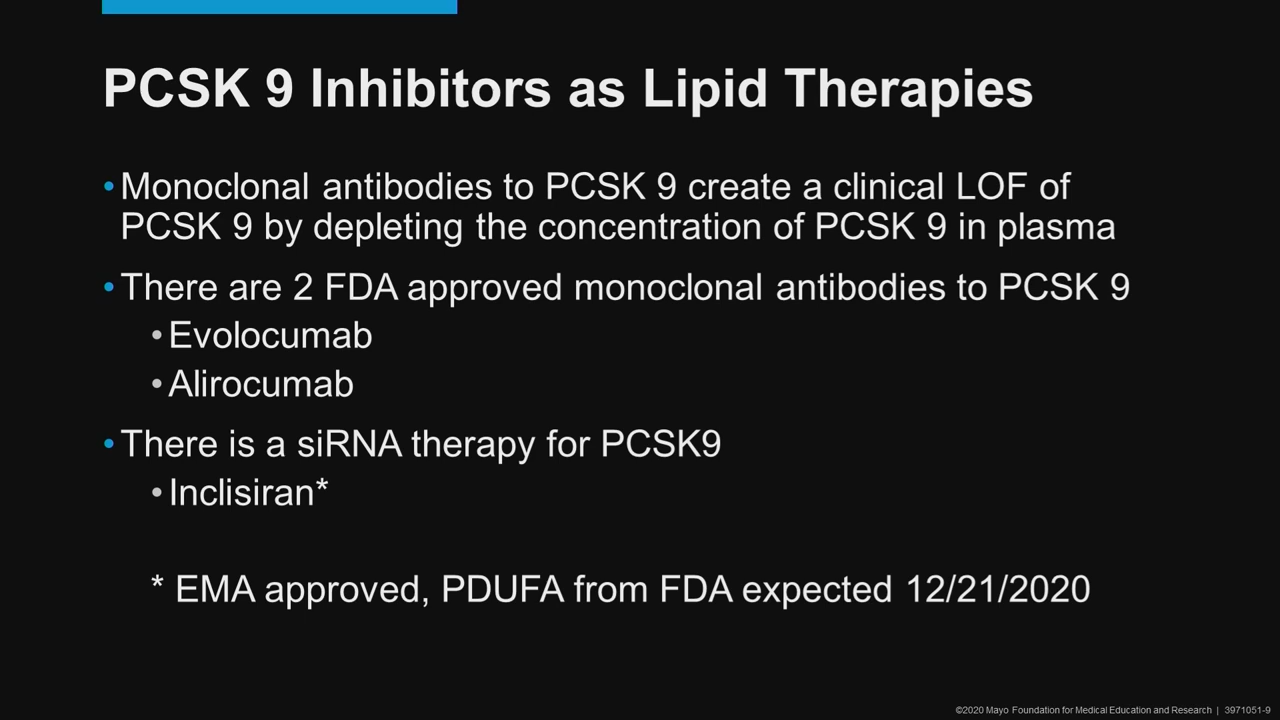 PCSK 9 Inhibitors as Lipid Therapies
• Monoclonal antibodies to PCSK 9 create a clinical LOF of
PCSK 9 by depleting the concentration of PCSK 9 in plasma
• There are 2 FDA approved monoclonal antibodies to PCSK 9
• Evolocumab
• Alirocumab
• There is a siRNA therapy for PCSK9
• Inclisiran*
* EMA approved, PDUFA from FDA expected 12/21/2020
©2020 Mayo Foundation for Medical Education and Research | 3971051-9